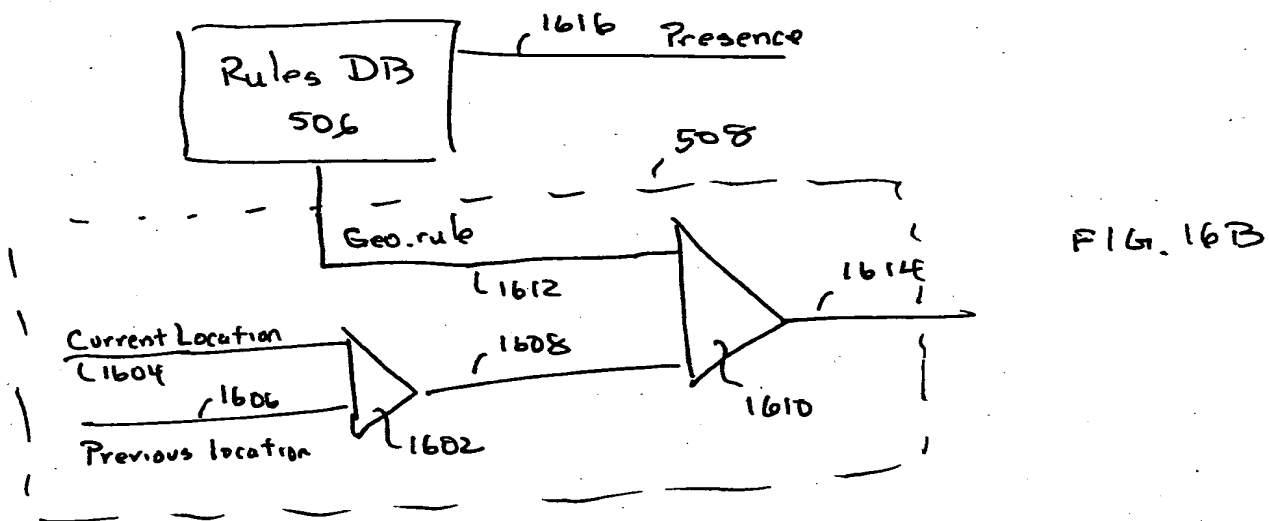 1616 Presence
Rules DB
506
508
Geo.rule
1612
1614
FIG. 16B
Current Location
1604
1608
1606
1610
Previous location
1602